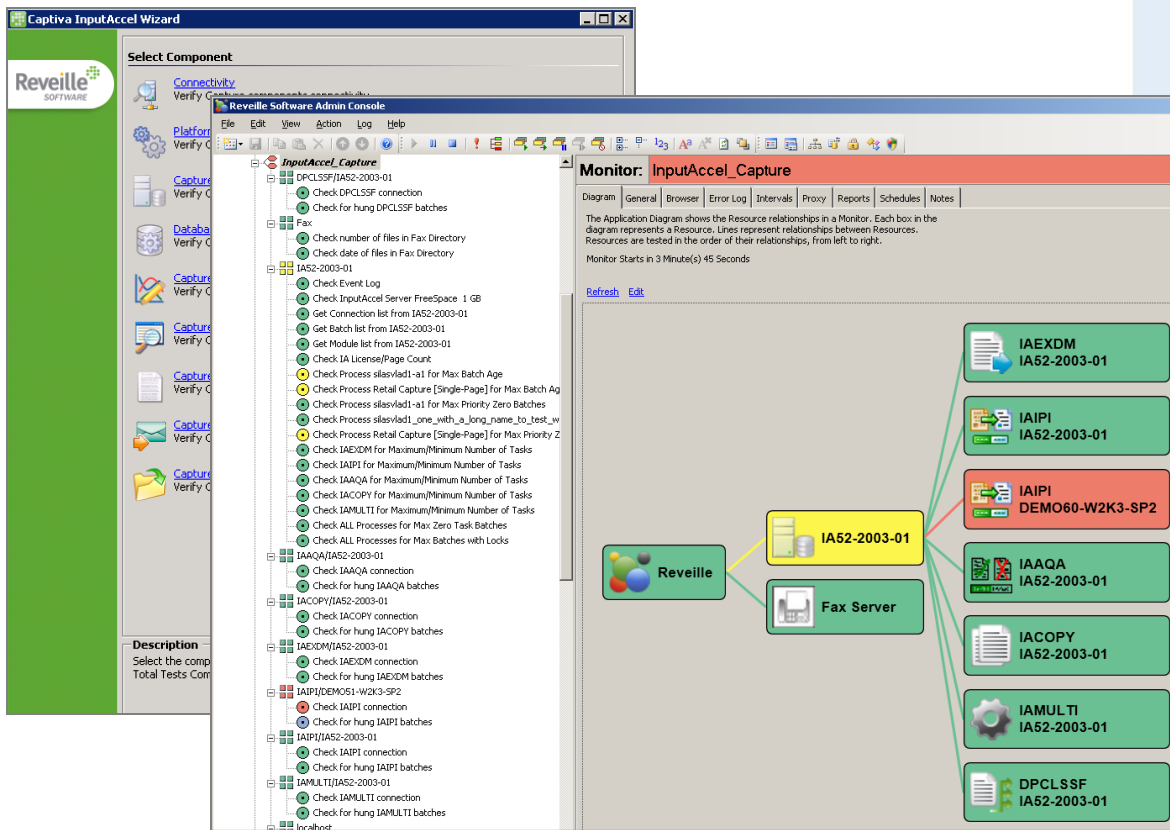 Captiva InputAccel Wizard
Reveille
SOFTWARE
Select Component
Connectivity
Verify Capture components connectivity
Platfor
Verify C
Capture
Verify C
Databa
Verify C
Capture
Verify C
Capture
Verify C
Capture
Verify C
Capture
Verify C
Capture
Verify C
Description
Select the comp
Total Tests Com
Reveille Software Admin Console
File Edit View Action Log Help
InputAccel_Capture
DPCLSSF/IA52-2003-01
Check DPCLSSF connection
Check for hung DPCLSSF batches
Fax
Check number of files in Fax Directory
Check date of files in Fax Directory
IA52-2003-01
Check Event Log
Check InputAccel Server FreeSpace 1 GB
Get Connection list from IA52-2003-01
Get Batch list from IA52-2003-01
Get Module list from IA52-2003-01
Check IA License/Page Count
Check Process silasvlad1-a1 for Max Batch Age
Check Process Retail Capture [Single-Page] for Max Batch Ag
Check Process silasvlad1-a1 for Max Priority Zero Batches
Check Process silasvlad1_one_with_a_long_name_to_test_w
Check Process Retail Capture [Single-Page] for Max Priority Z
Check IAEXDM for Maximum/Minimum Number of Tasks
Check IAIPI for Maximum/Minimum Number of Tasks
Check IAAQA for Maximum/Minimum Number of Tasks
Check IACOPY for Maximum/Minimum Number of Tasks
Check IAMULTI for Maximum/Minimum Number of Tasks
Check ALL Processes for Max Zero Task Batches
Check ALL Processes for Max Batches with Locks
IAAQA/IA52-2003-01
Check IAAQA connection
Check for hung IAAQA batches
IACOPY/IA52-2003-01
Check IACOPY connection
Check for hung IACOPY batches
IAEXDM/IA52-2003-01
Check IAEXDM connection
Check for hung IAEXDM batches
IAIPI/DEMO51-W2K3-SP2
Check IAIPI connection
Check for hung IAIPI batches
IAIPI/IA52-2003-01
Check IAIPI connection
Check for hung IAIPI batches
IAMULTI/IA52-2003-01
Check IAMULTI connection
Check for hung IAMULTI batches
localhost
Monitor: InputAccel_Capture
Diagram General Browser Error Log Intervals Proxy Reports Schedules Notes
The Application Diagram shows the Resource relationships in a Monitor. Each box in the
diagram represents a Resource. Lines represent relationships between Resources.
Resources are tested in the order of their relationships, from left to right.
Monitor Starts in 3 Minute(s) 45 Seconds
Refresh Edit
Reveille
IA52-2003-01
Fax Server
IAEXDM
IA52-2003-01
IAIPI
IA52-2003-01
IAIPI
DEMO60-W2K3-SP2
IAAQA
IA52-2003-01
IACOPY
IA52-2003-01
IAMULTI
IA52-2003-01
DPCLSSF
IA52-2003-01